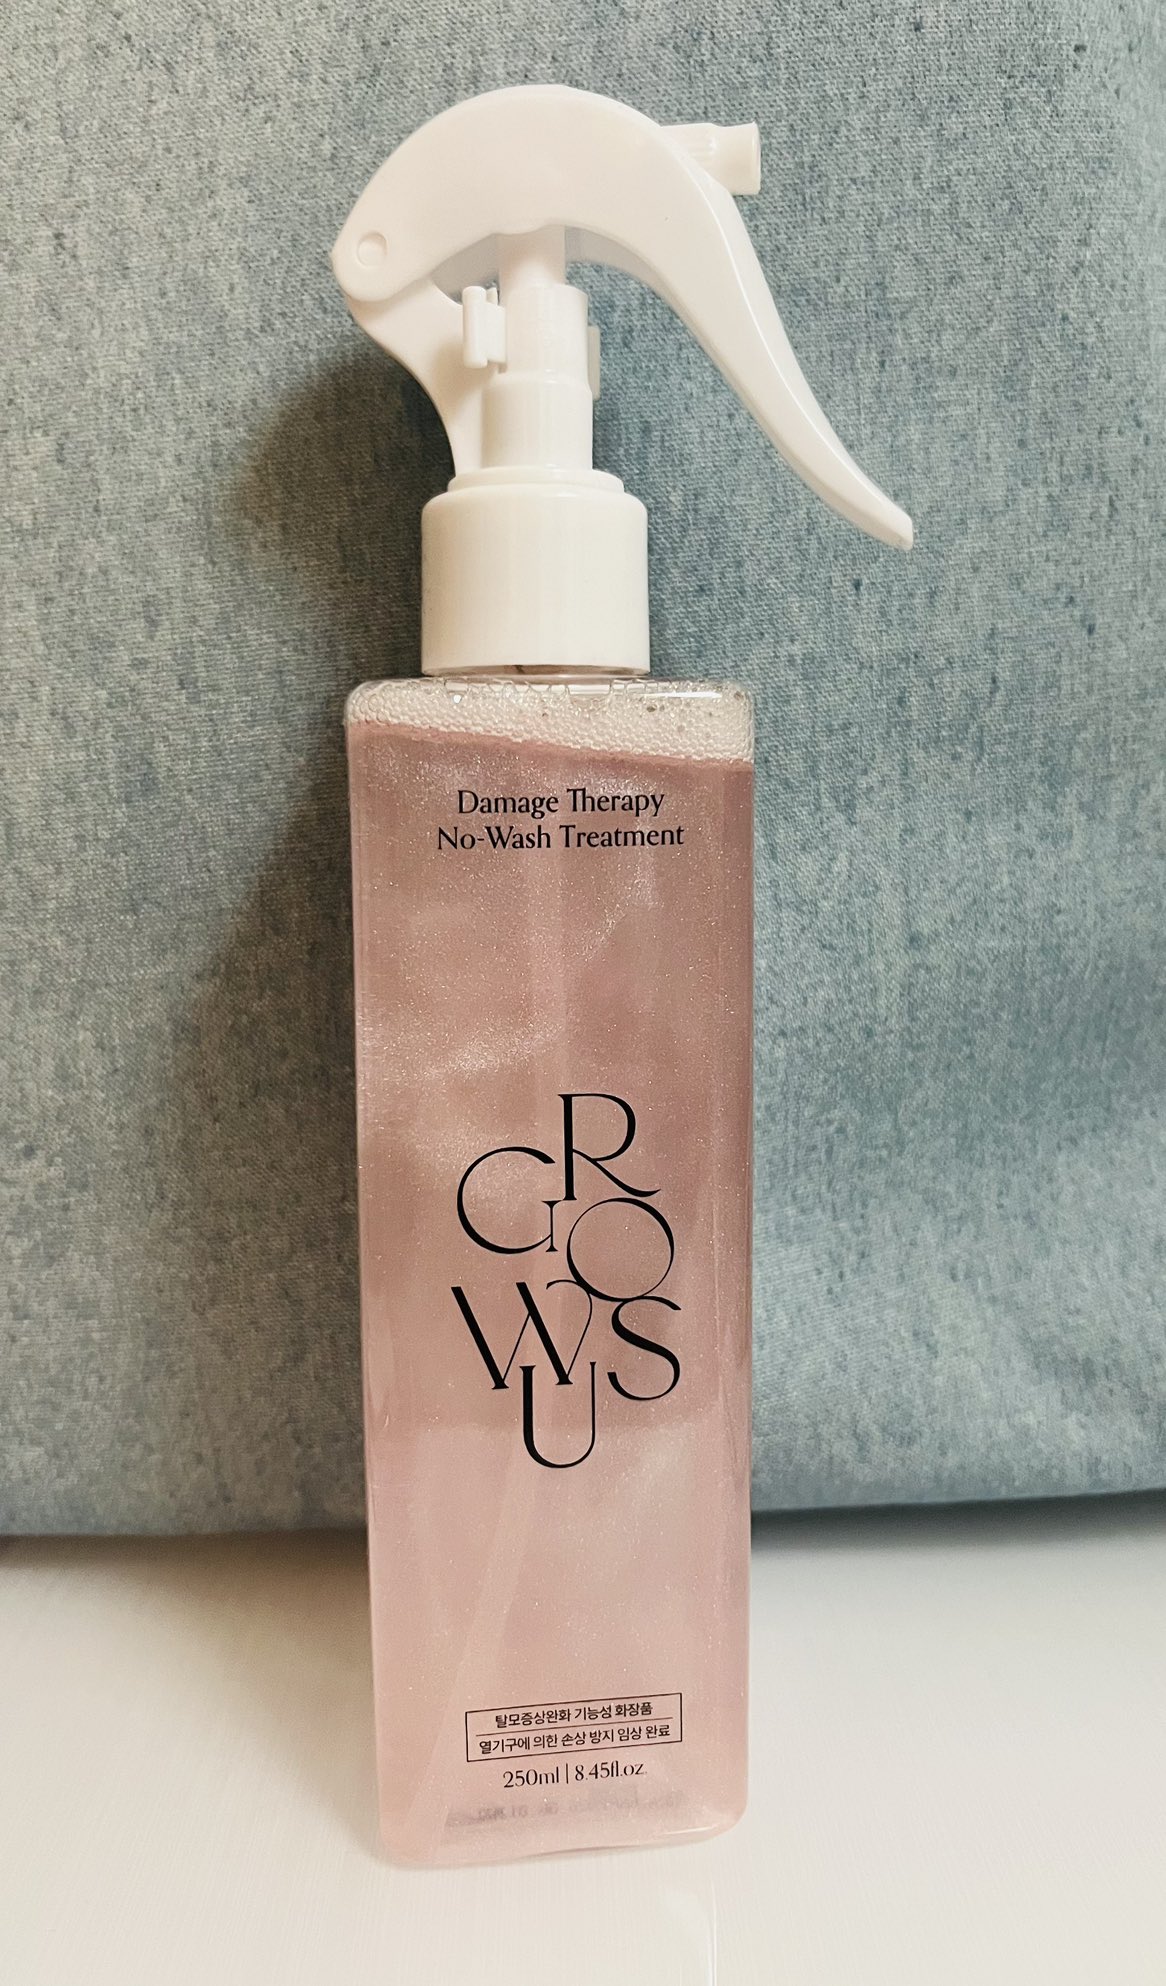 Damage Therapy
No-Wash Treatment
GROWUS
탈모증상완화 기능성 화장품
열기구에 의한 손상 방지 임상 완료
250ml | 8.45fl.oz.